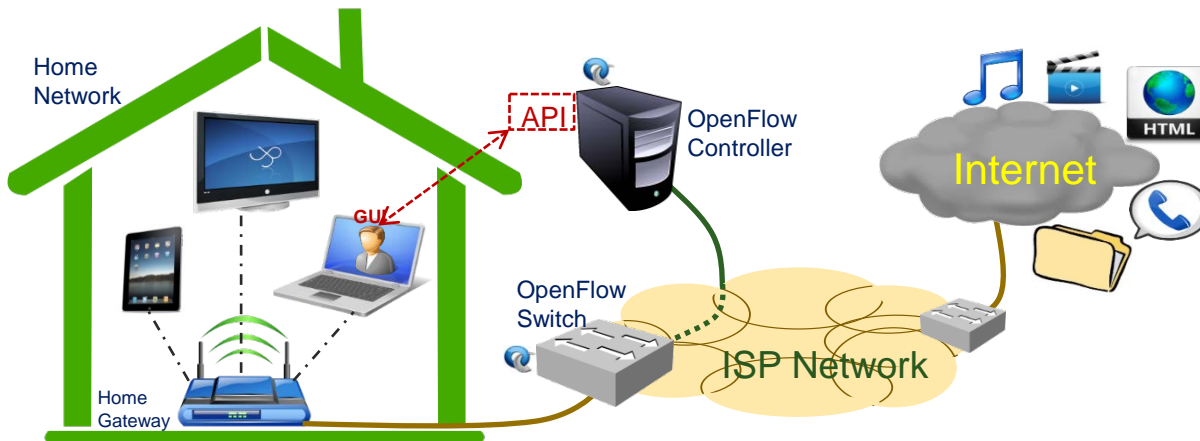 Home
Network
API
OpenFlow
Controller
HTML
Internet
GUI
OpenFlow
Switch
ISP Network
Home
Gateway